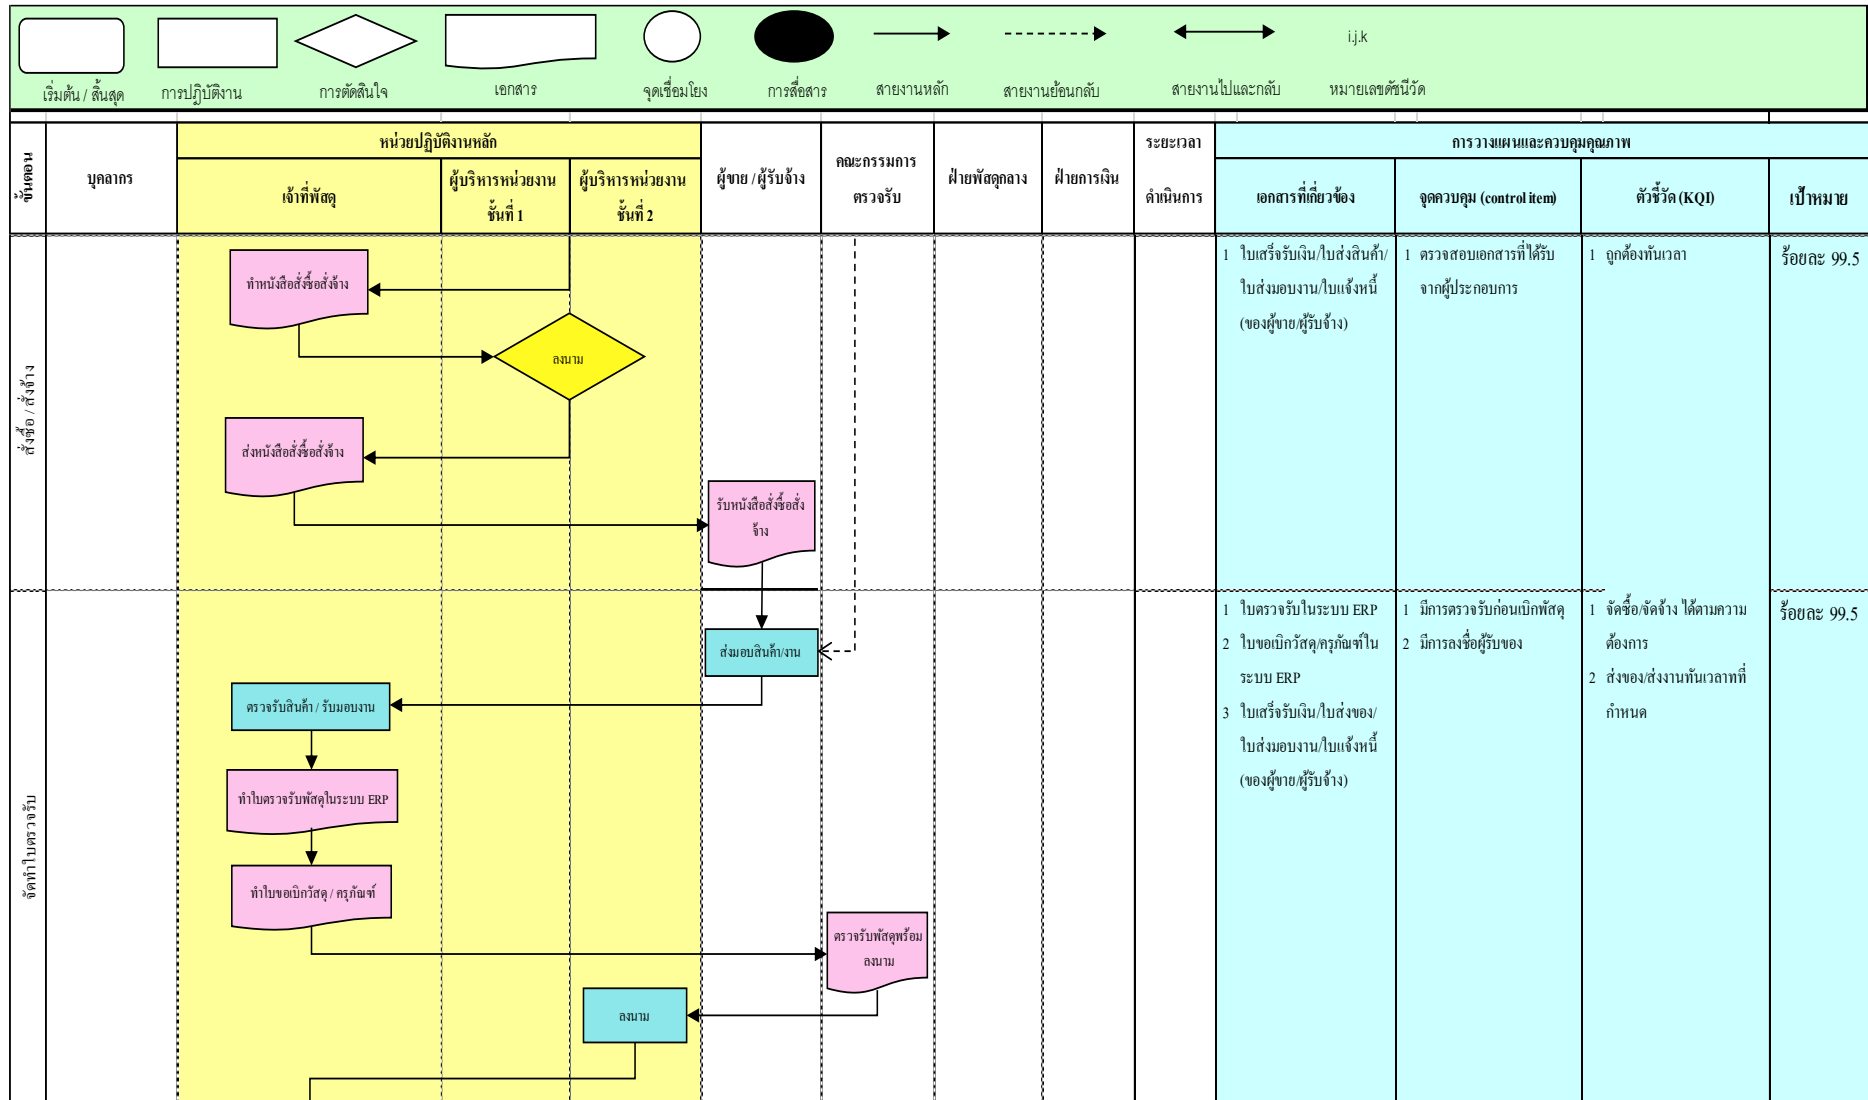 เริ่มต้น / สิ้นสุด
การปฏิบัติงาน
การตัดสินใจ
เอกสาร
จุดเชื่อมโยง
การสื่อสาร
สายงานหลัก
สายงานย้อนกลับ
สายงานไปและกลับ
i.j.k
หมายเลขดัชนีวัด
ขั้นตอน
บุคลากร
หน่วยปฏิบัติงานหลัก
เจ้าที่พัสดุ
ผู้บริหารหน่วยงาน
ชั้นที่ 1
ผู้บริหารหน่วยงาน
ชั้นที่ 2
ผู้ขาย / ผู้รับจ้าง
คณะกรรมการ
ตรวจรับ
ฝ่ายพัสดุกลาง
ฝ่ายการเงิน
ระยะเวลา
ดำเนินการ
การวางแผนและควบคุมคุณภาพ
เอกสารที่เกี่ยวข้อง
จุดควบคุม (control item)
ตัวชี้วัด (KQI)
เป้าหมาย
สั่งซื้อ / สั่งจ้าง
ทำหนังสือสั่งซื้อสั่งจ้าง
ลงนาม
ส่งหนังสือสั่งซื้อสั่งจ้าง
รับหนังสือสั่งซื้อสั่ง
จ้าง
1 ใบเสร็จรับเงิน/ใบส่งสินค้า/
ใบส่งมอบงาน/ใบแจ้งหนี้
(ของผู้ขาย/ผู้รับจ้าง)
1 ตรวจสอบเอกสารที่ได้รับ
จากผู้ประกอบการ
1 ถูกต้องทันเวลา
ร้อยละ 99.5
จัดทำใบตรวจรับ
ส่งมอบสินค้า/งาน
ตรวจรับสินค้า / รับมอบงาน
ทำใบตรวจรับพัสดุในระบบ ERP
ทำใบขอเบิกวัสดุ / ครุภัณฑ์
ตรวจรับพัสดุพร้อม
ลงนาม
ลงนาม
1 ใบตรวจรับในระบบ ERP
2 ใบขอเบิกวัสดุ/ครุภัณฑ์ใน
ระบบ ERP
3 ใบเสร็จรับเงิน/ใบส่งของ/
ใบส่งมอบงาน/ใบแจ้งหนี้
(ของผู้ขาย/ผู้รับจ้าง)
1 มีการตรวจรับก่อนเบิกพัสดุ
2 มีการลงชื่อผู้รับของ
1 จัดซื้อ/จัดจ้าง ได้ตามความ
ต้องการ
2 ส่งของ/ส่งงานทันเวลาทที่
กำหนด
ร้อยละ 99.5